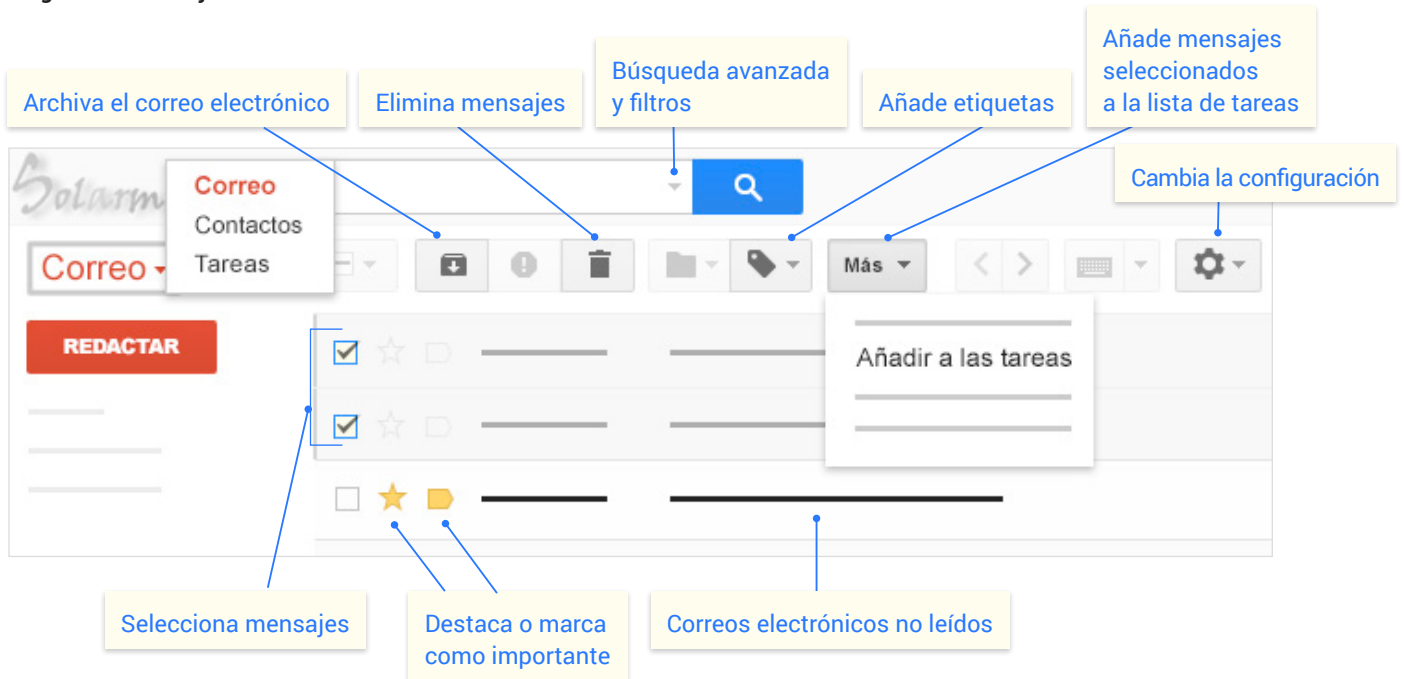 Añade mensajes
seleccionados
a la lista de tareas
Búsqueda avanzada
y filtros
Archiva el correo electrónico
Elimina mensajes
Añade etiquetas
Cambia la configuración
Solarm
Correo
Contactos
Tareas
Correo
Más
REDACTAR
Añadir a las tareas
Selecciona mensajes
Destaca o marca
como importante
Correos electrónicos no leídos